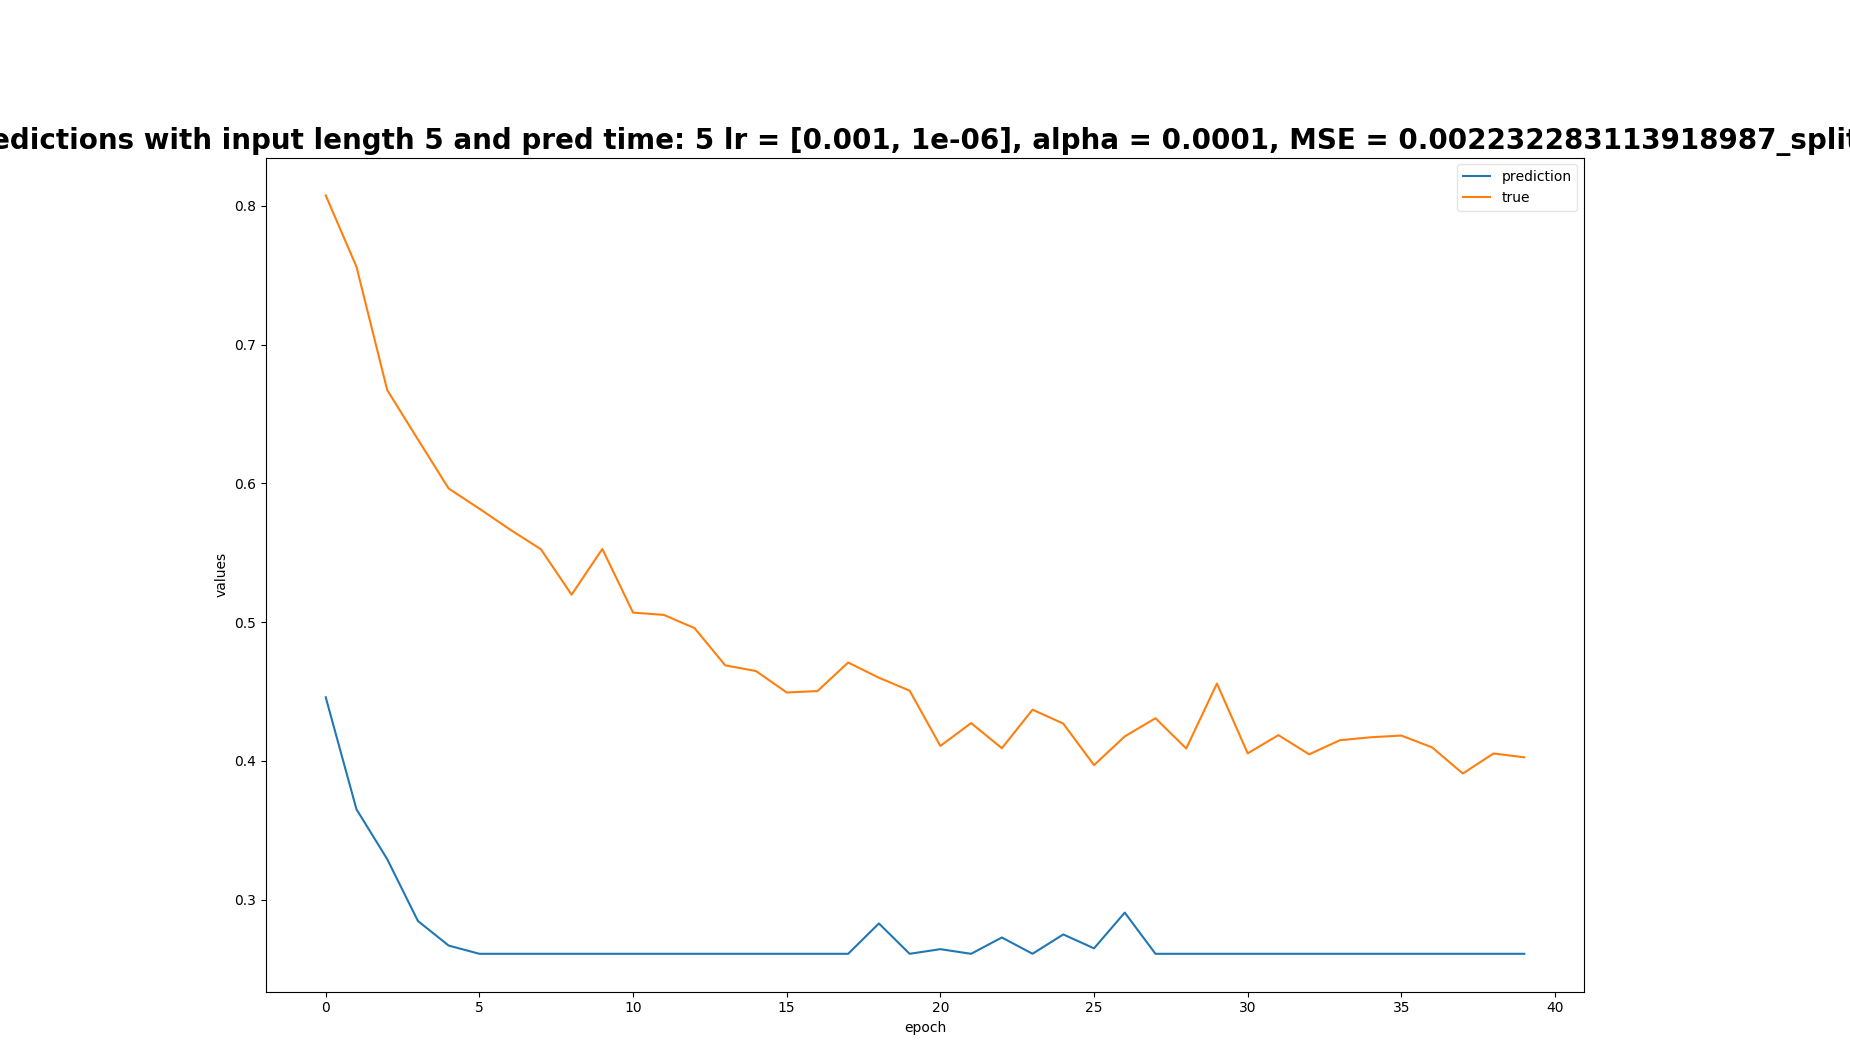 edictions with input length 5 and pred time: 5 lr = [0.001, 1e-06], alpha = 0.0001, MSE = 0.002232283113918987_split
prediction
true
0.8
0.7
0.6
0.5
0.4
0.3
values
0 5 10 15 20 25 30 35 40
epoch